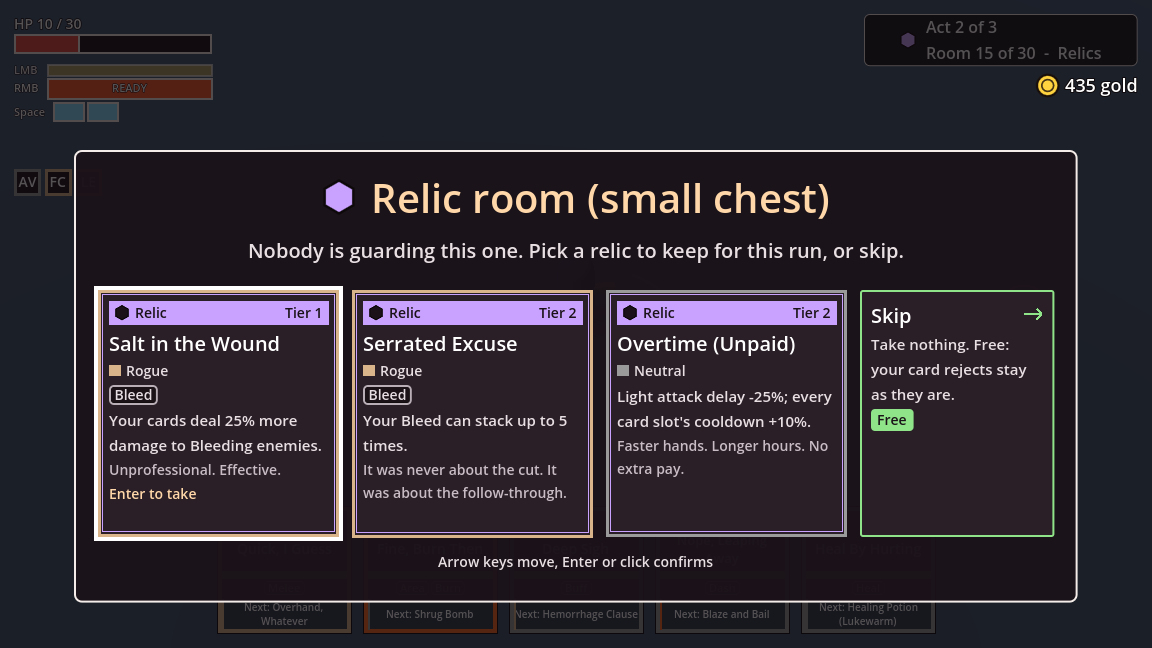 HP 10 / 30
LMB
RMB
READY
Space
AV
FC
Act 2 of 3
Room 15 of 30 - Relics
435 gold
Relic room (small chest)
Nobody is guarding this one. Pick a relic to keep for this run, or skip.
Relic
Tier 1
Salt in the Wound
Rogue
Bleed
Your cards deal 25% more
damage to Bleeding enemies.
Unprofessional. Effective.
Enter to take
Relic
Tier 2
Serrated Excuse
Rogue
Bleed
Your Bleed can stack up to 5
times.
It was never about the cut. It
was about the follow-through.
Relic
Tier 2
Overtime (Unpaid)
Neutral
Light attack delay -25%; every
card slot's cooldown +10%.
Faster hands. Longer hours. No
extra pay.
Skip
Take nothing. Free:
your card rejects stay
as they are.
Free
Arrow keys move, Enter or click confirms
Next: Overhand,
Whatever
Next: Shrug Bomb
Next: Hemorrhage Clause
Next: Blaze and Bail
Next: Healing Potion
(Lukewarm)